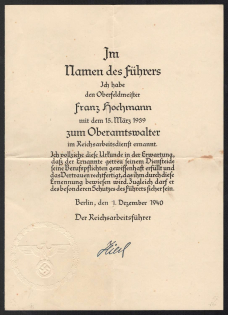 Im
Namen des Führers
Ich habe
den Oberfeldmeister
Franz Hochmann
mit dem 15. März 1939
zum Oberamtswalter
im Reichsarbeitsdienst ernannt.
Ich vollziehe diese Urkunde in der Erwartung,
daß der Ernannte getreu seinem Diensteide
seine Berufspflichten gewissenhaft erfüllt und
das Vertrauen rechtfertigt, das ihm durch diese
Ernennung bewiesen wird. Zugleich darf er
des besonderen Schutzes des Führers sicher sein.
Berlin, den 1. Dezember 1940
Der Reichsarbeitsführer
Hierl